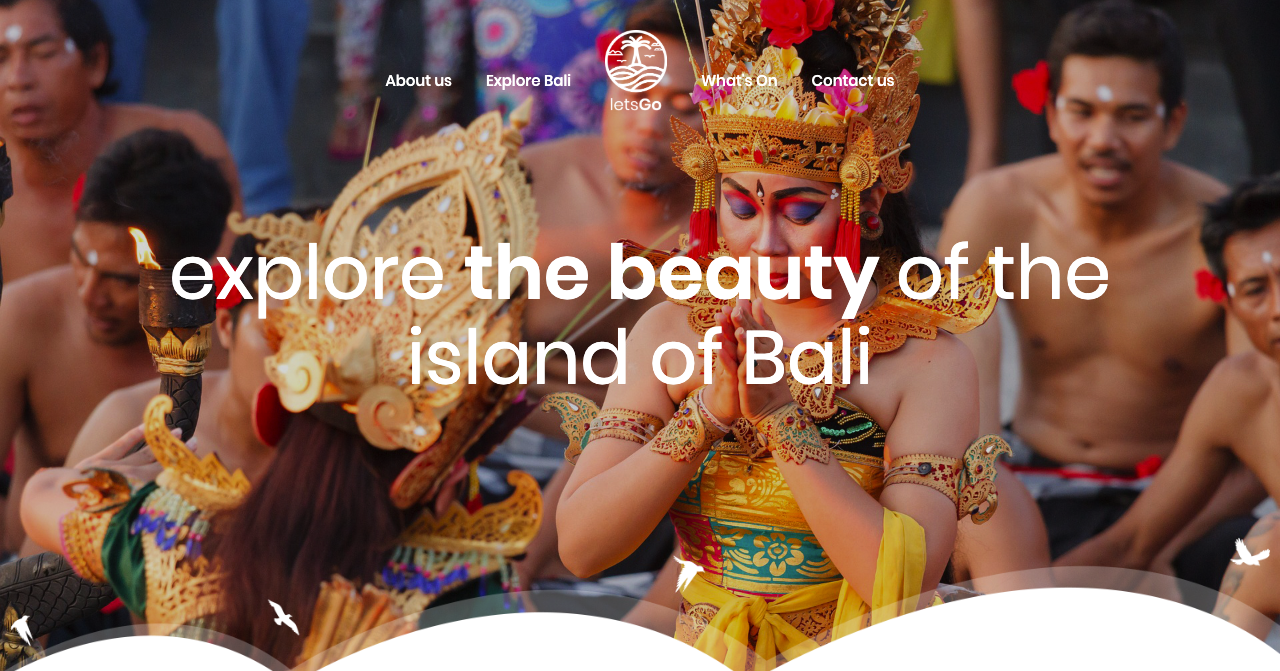 About us
Explore Bali
letsGo
What's On
Contact us
explore the beauty of the
island of Bali